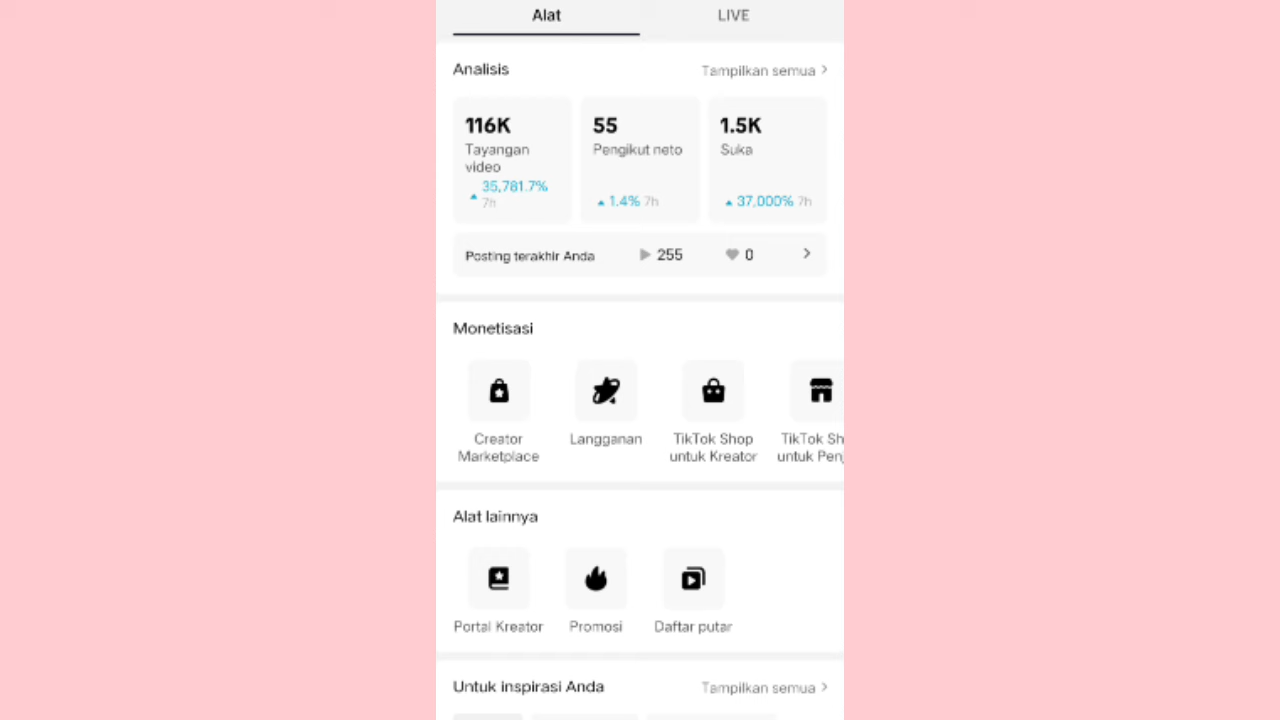 Alat LIVE
Analisis Tampilkan semua
116K 55 1.5K
Tayangan Pengikut neto Suka
video
35,781.7%
7h 1.4% 7h 37,000% 7h
Posting terakhir Anda 255 0
Monetisasi
Creator Langganan TikTok Shop TikTok Sh
Marketplace untuk Kreator untuk Pen
Alat lainnya
Portal Kreator Promosi Daftar putar
Untuk inspirasi Anda Tampilkan semua